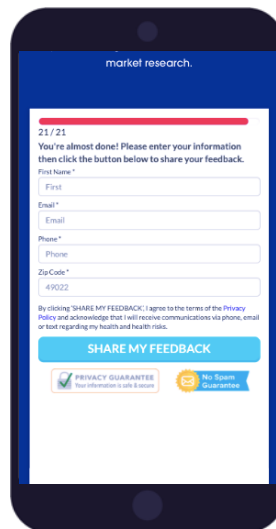 market research.
21 / 21
You're almost done! Please enter your information
then click the button below to share your feedback.
First Name *
First
Email *
Email
Phone *
Phone
Zip Code *
49022
By clicking 'SHARE MY FEEDBACK', I agree to the terms of the Privacy
Policy and acknowledge that I will receive communications via phone, email
or text regarding my health and health risks.
SHARE MY FEEDBACK
PRIVACY GUARANTEE
Your information is safe & secure
No Spam
Guarantee